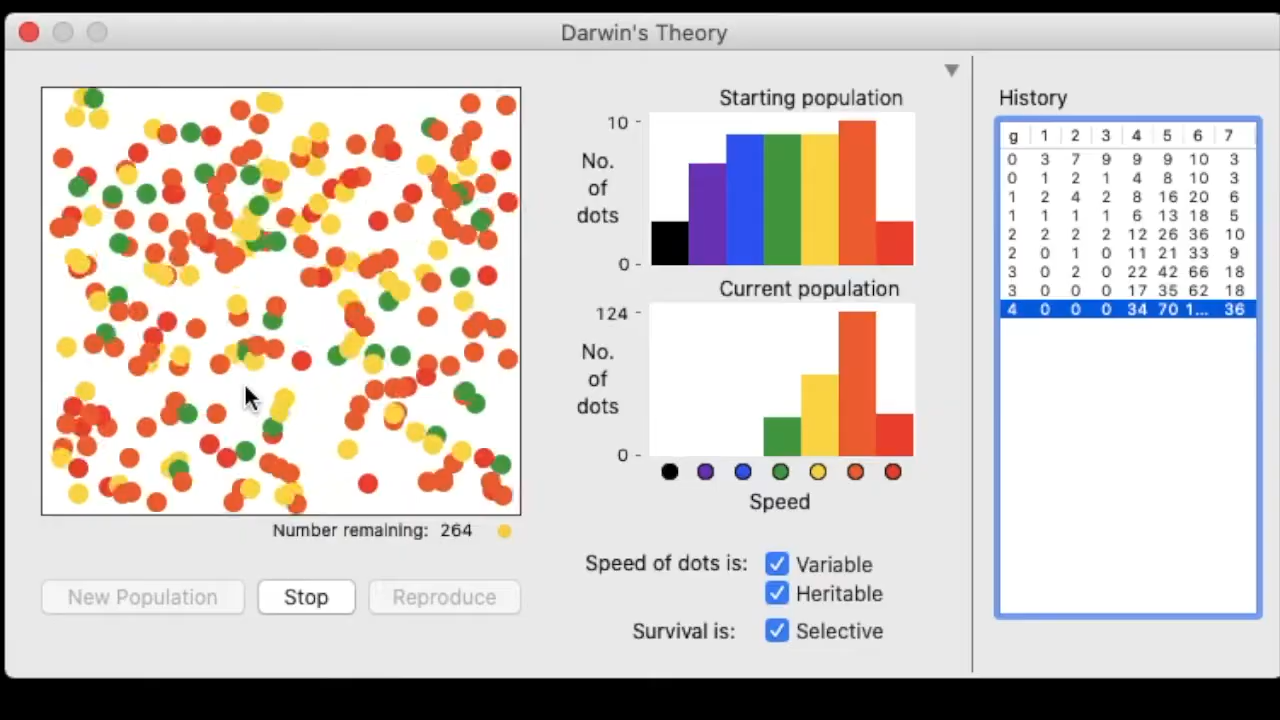 Darwin's Theory
Starting population
10 -
No.
of
dots
0 -
Current population
124 -
No.
of
dots
0 -
Speed
Number remaining: 264
New Population Stop Reproduce
Speed of dots is: Variable
Heritable
Survival is: Selective
History
g 1 2 3 4 5 6 7
0 3 7 9 9 9 10 3
0 1 2 1 4 8 10 3
1 2 4 2 8 16 20 6
1 1 1 1 6 13 18 5
2 2 2 2 12 26 36 10
2 0 1 0 11 21 33 9
3 0 2 0 22 42 66 18
3 0 0 0 17 35 62 18
4 0 0 0 34 70 1... 36